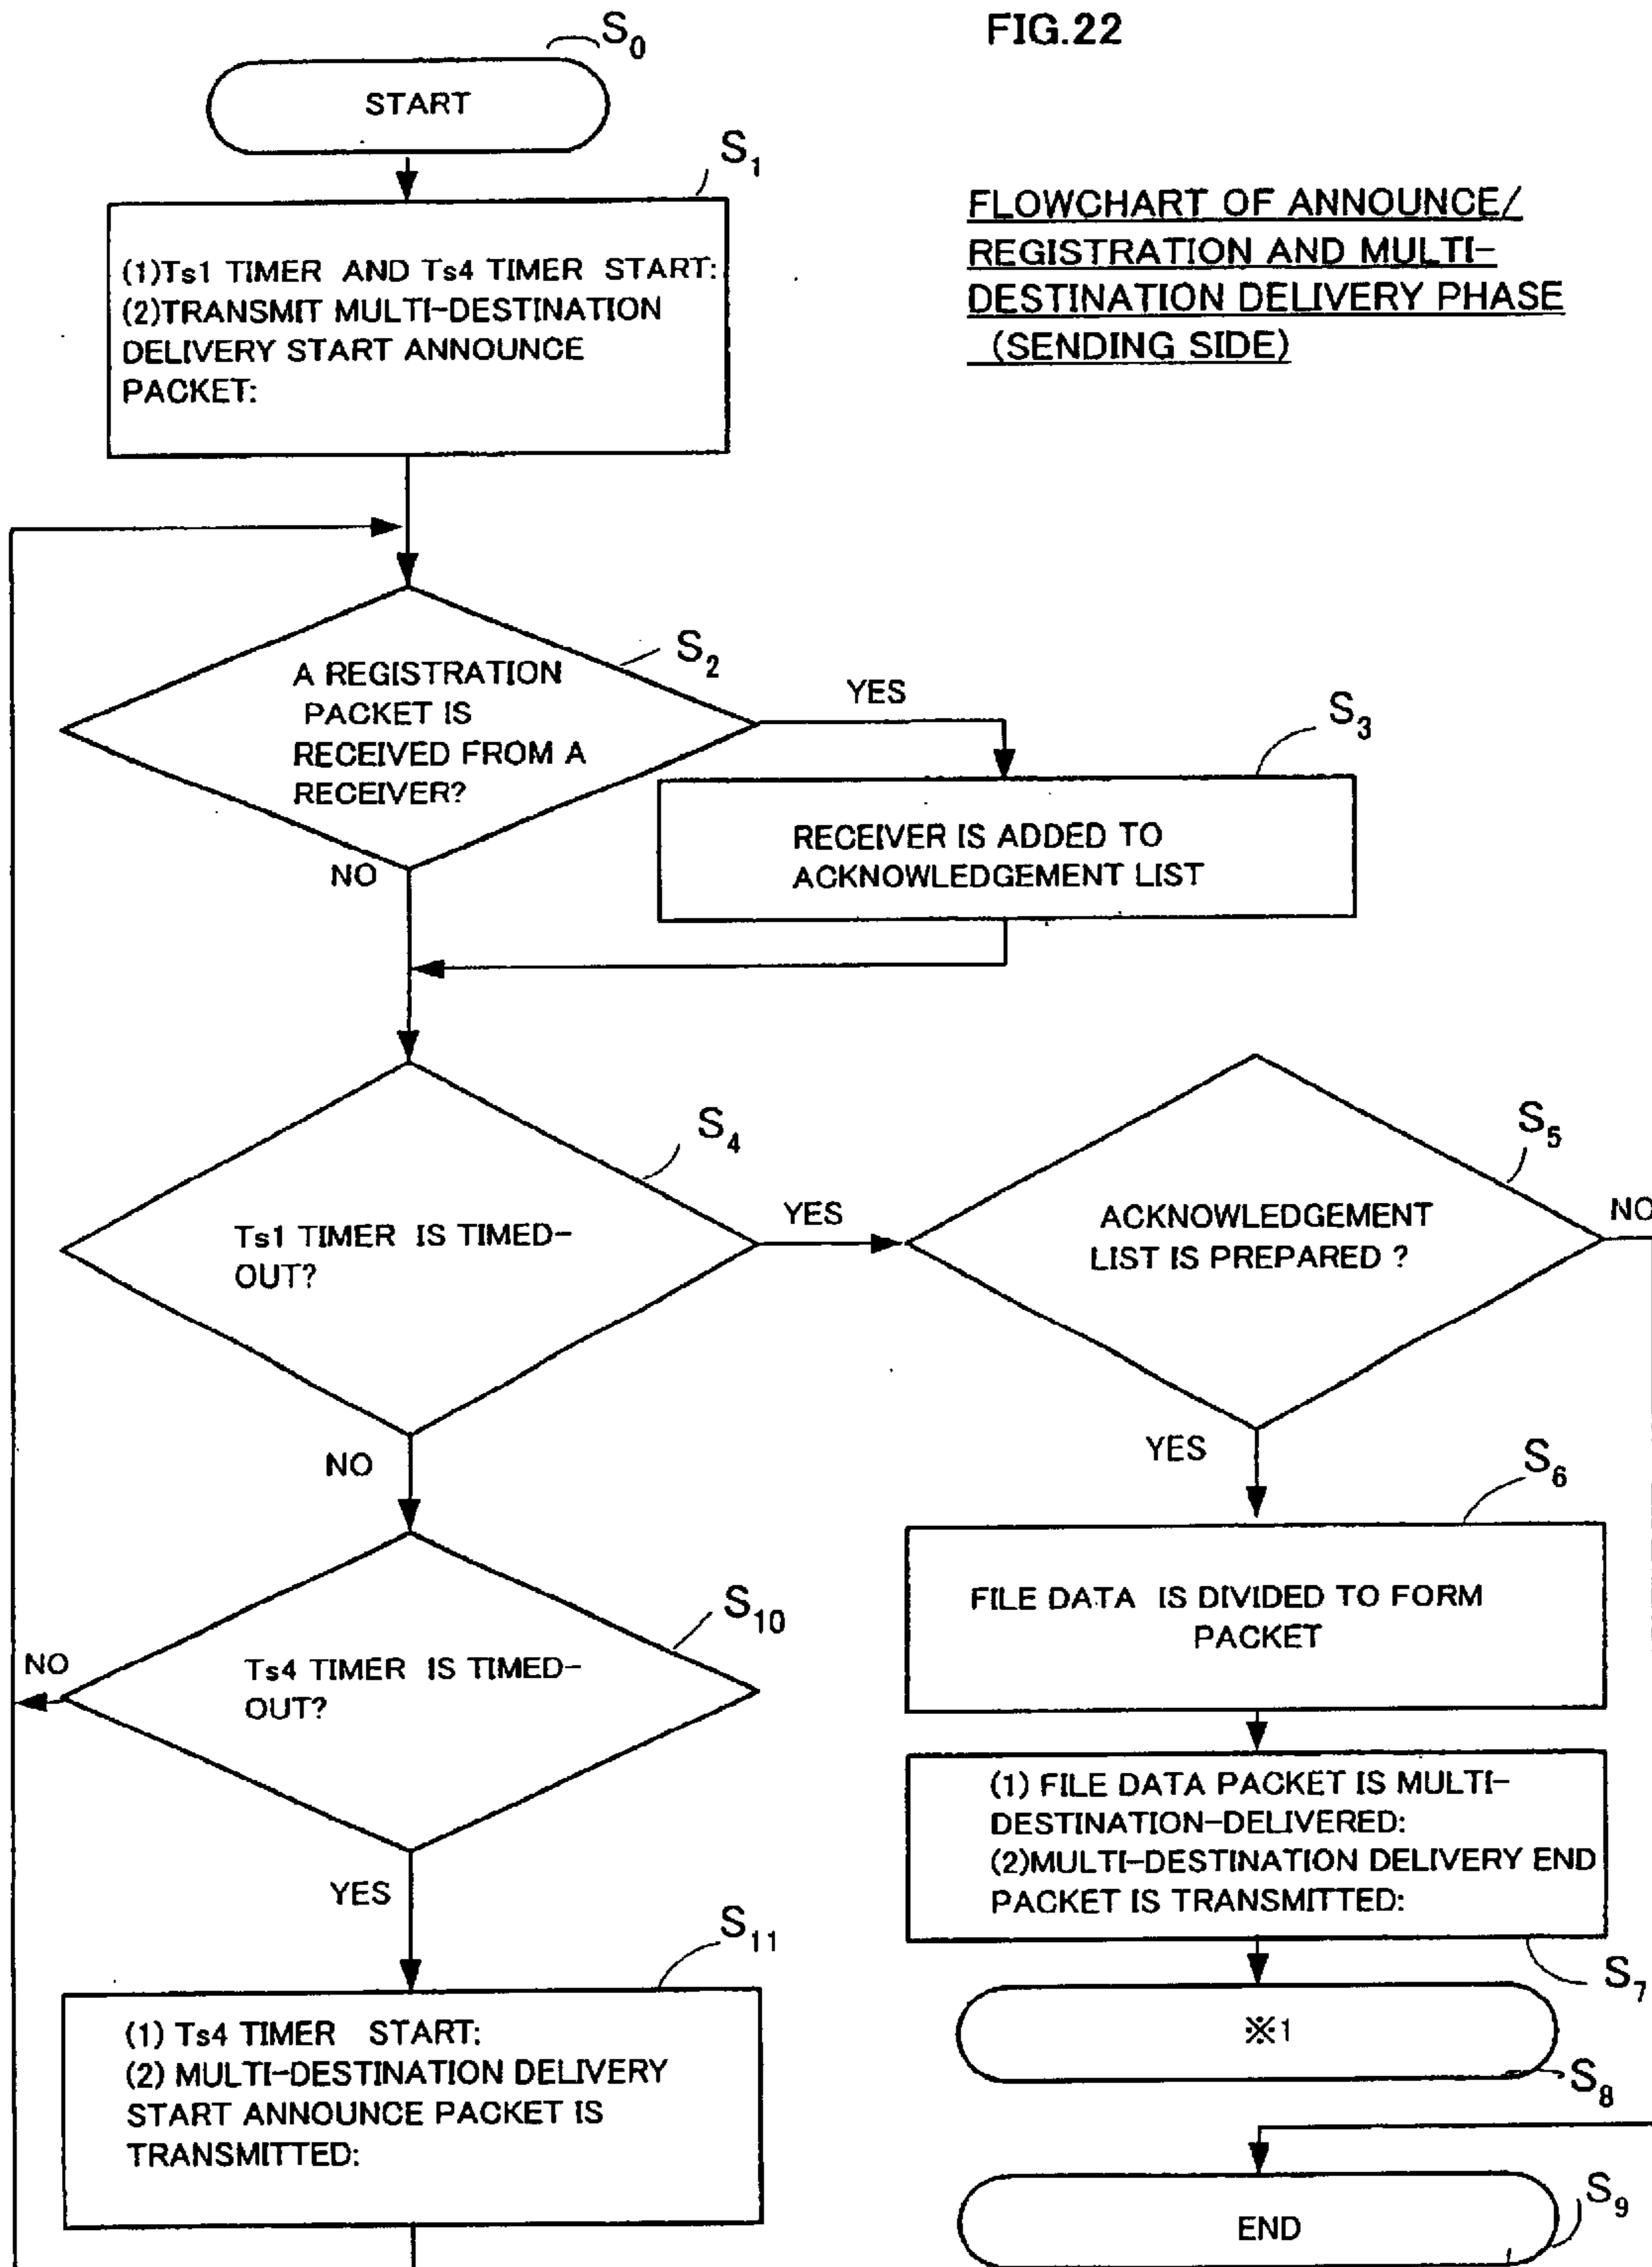 FIG.22
S0
START
S1
FLOWCHART OF ANNOUNCE/
REGISTRATION AND MULTI-
DESTINATION DELIVERY PHASE
(SENDING SIDE)
(1)Ts1 TIMER AND Ts4 TIMER START:
(2)TRANSMIT MULTI-DESTINATION
DELIVERY START ANNOUNCE
PACKET:
S2
A REGISTRATION
PACKET IS
RECEIVED FROM A
RECEIVER?
YES
S3
RECEIVER IS ADDED TO
ACKNOWLEDGEMENT LIST
NO
S4
Ts1 TIMER IS TIMED-
OUT?
YES
S5
ACKNOWLEDGEMENT
LIST IS PREPARED ?
NO
NO
YES
S6
FILE DATA IS DIVIDED TO FORM
PACKET
S10
Ts4 TIMER IS TIMED-
OUT?
NO
YES
(1) FILE DATA PACKET IS MULTI-
DESTINATION-DELIVERED:
(2)MULTI-DESTINATION DELIVERY END
PACKET IS TRANSMITTED:
S7
S11
(1) Ts4 TIMER START:
(2) MULTI-DESTINATION DELIVERY
START ANNOUNCE PACKET IS
TRANSMITTED:
※1
S8
END
S9